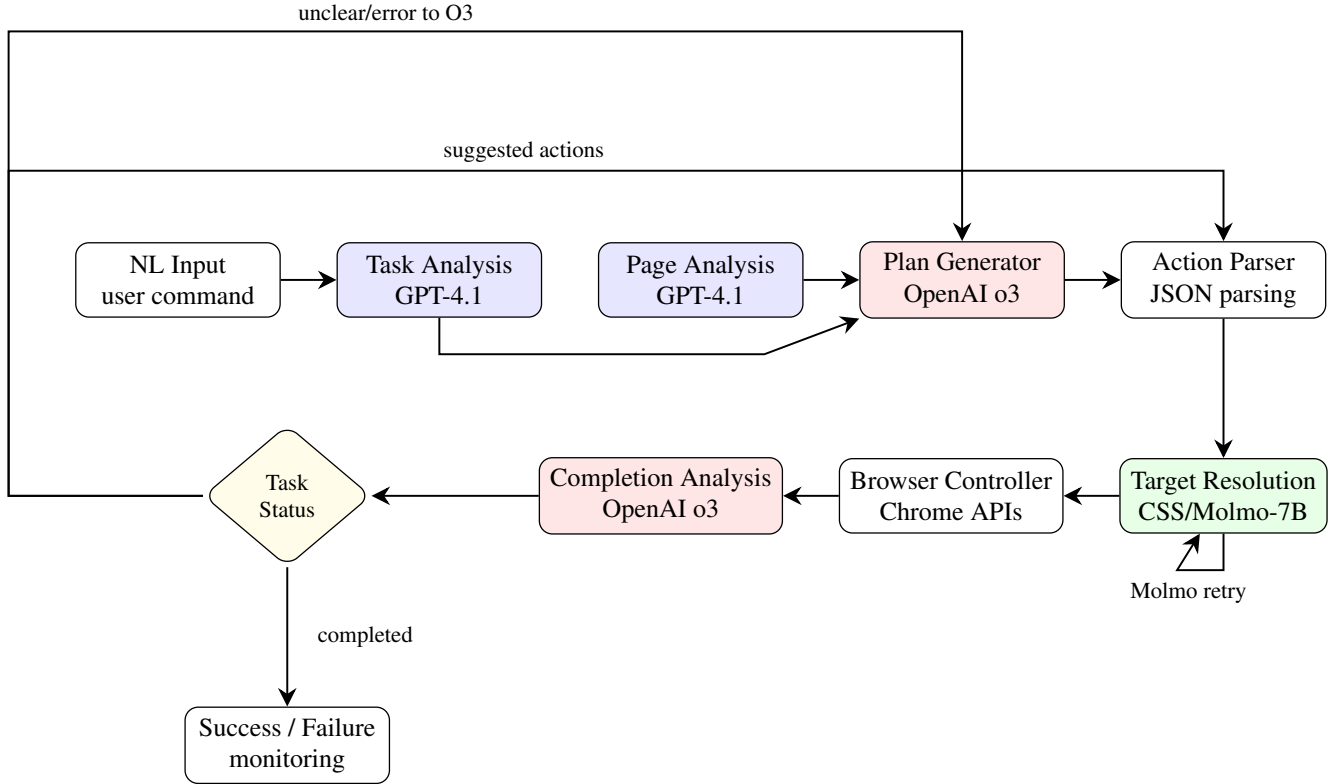 unclear/error to O3
suggested actions
NL Input
user command
Task Analysis
GPT-4.1
Page Analysis
GPT-4.1
Plan Generator
OpenAI o3
Action Parser
JSON parsing
Task
Status
Completion Analysis
OpenAI o3
Browser Controller
Chrome APIs
Target Resolution
CSS/Molmo-7B
Molmo retry
completed
Success / Failure
monitoring